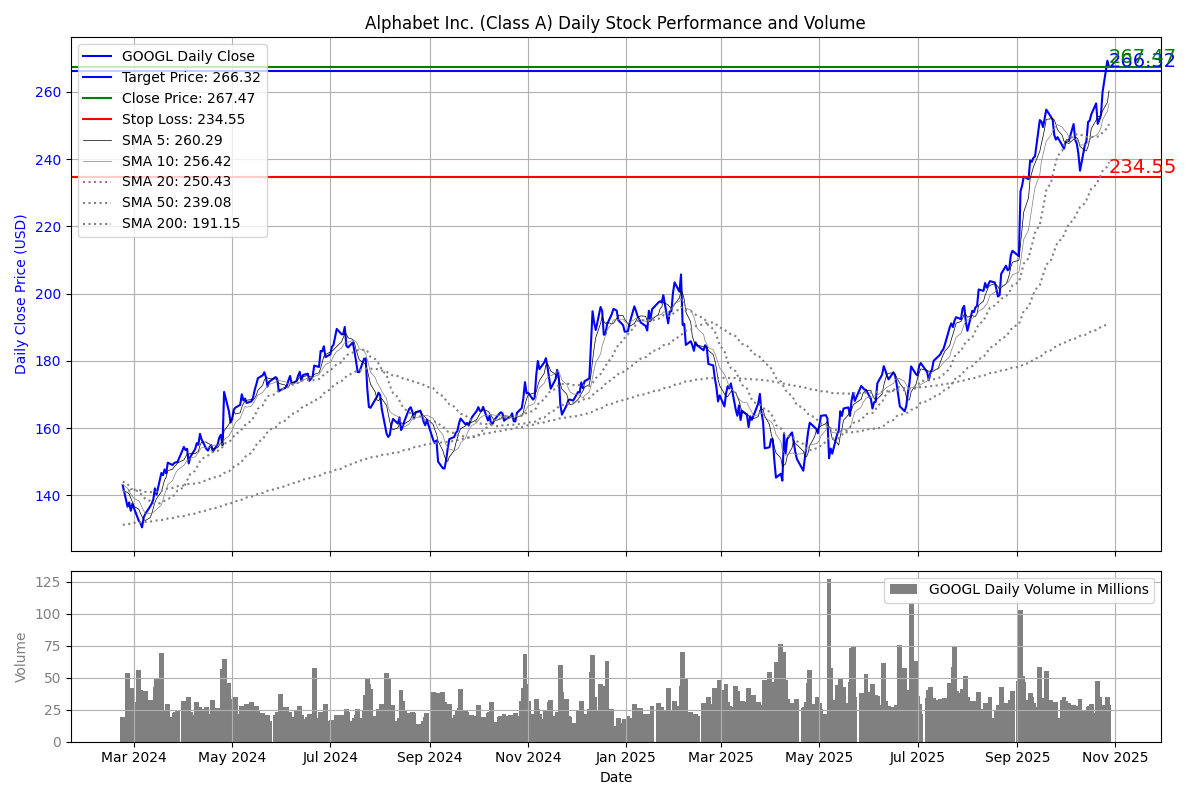 Alphabet Inc. (Class A) Daily Stock Performance and Volume
GOOGL Daily Close
Target Price: 266.32
Close Price: 267.47
Stop Loss: 234.55
SMA 5: 260.29
SMA 10: 256.42
SMA 20: 250.43
SMA 50: 239.08
SMA 200: 191.15
267.47
266.32
234.55
Daily Close Price (USD)
260
240
220
200
180
160
140
GOOGL Daily Volume in Millions
Volume
125
100
75
50
25
0
Mar 2024 May 2024 Jul 2024 Sep 2024 Nov 2024 Jan 2025 Mar 2025 May 2025 Jul 2025 Sep 2025 Nov 2025
Date